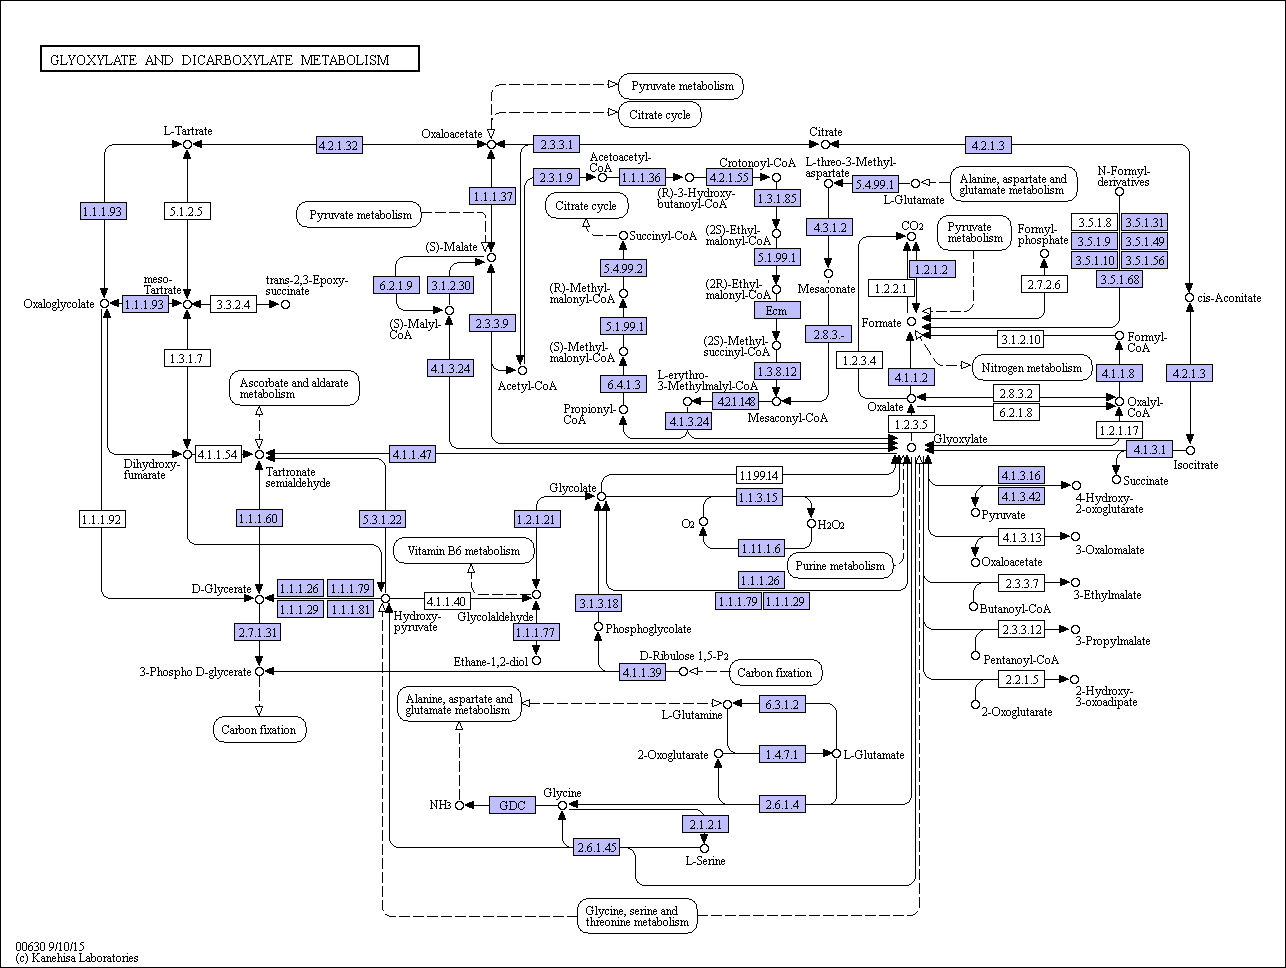 GLYOXYLATE AND DICARBOXYLATE METABOLISM
Pyruvate metabolism
Citrate cycle
L-Tartrate
4.2.1.32
Oxaloacetate
2.3.3.1
Citrate
4.2.1.3
Acetoacetyl-
CoA
2.3.1.9
1.1.1.36
(R)-3-Hydroxy-
butanoyl-CoA
4.2.1.55
Crotonoyl-CoA
L-threo-3-Methyl-
aspartate
5.4.99.1
L-Glutamate
Alanine, aspartate and
glutamate metabolism
N-Formyl-
derivatives
1.1.1.93
5.1.2.5
Pyruvate metabolism
1.1.1.37
Citrate cycle
1.3.1.85
4.3.1.2
CO2
Pyruvate
metabolism
Formyl-
phosphate
3.5.1.8
3.5.1.31
3.5.1.9
3.5.1.49
3.5.1.10
3.5.1.56
3.5.1.68
(S)-Malate
Succinyl-CoA
(2S)-Ethyl-
malonyl-CoA
5.4.99.2
5.1.99.1
1.2.1.2
1.2.2.1
2.7.2.6
meso-
Tartrate
trans-2,3-Epoxy-
succinate
6.2.1.9
3.1.2.30
(R)-Methyl-
malonyl-CoA
(2R)-Ethyl-
malonyl-CoA
Mesaconate
Oxaloglycolate
1.1.1.93
3.3.2.4
cis-Aconitate
(S)-Malyl-
CoA
2.3.3.9
5.1.99.1
Ecm
2.8.3.-
Formate
3.1.2.10
Formyl-
CoA
1.3.1.7
4.1.3.24
(S)-Methyl-
malonyl-CoA
(2S)-Methyl-
succinyl-CoA
1.2.3.4
Nitrogen metabolism
Ascorbate and aldarate
metabolism
Acetyl-CoA
6.4.1.3
L-erythro-
3-Methylmalyl-CoA
1.3.8.12
4.1.1.2
4.1.1.8
4.2.1.3
Propionyl-
CoA
4.2.1.148
4.1.3.24
Mesaconyl-CoA
Oxalate
2.8.3.2
6.2.1.8
Oxalyl-
CoA
1.2.3.5
1.2.1.17
Glyoxylate
4.1.3.1
Isocitrate
Dihydroxy-
fumarate
4.1.1.54
Tartronate
semialdehyde
4.1.1.47
Succinate
Glycolate
1.1.99.14
1.1.3.15
4.1.3.16
4.1.3.42
4-Hydroxy-
2-oxoglutarate
Pyruvate
1.1.1.92
1.1.1.60
5.3.1.22
1.2.1.21
O2
H2O2
1.11.1.6
4.1.3.13
3-Oxalomalate
Oxaloacetate
Vitamin B6 metabolism
Purine metabolism
D-Glycerate
1.1.1.26
1.1.1.79
1.1.1.29
1.1.1.81
Hydroxy-
pyruvate
4.1.1.40
Glycolaldehyde
3.1.3.18
1.1.1.26
1.1.1.79
1.1.1.29
2.3.3.7
3-Ethylmalate
Butanoyl-CoA
2.7.1.31
1.1.1.77
Phosphoglycolate
2.3.3.12
3-Propylmalate
Ethane-1,2-diol
D-Ribulose 1,5-P2
Pentanoyl-CoA
3-Phospho D-glycerate
4.1.1.39
Carbon fixation
2.2.1.5
2-Hydroxy-
3-oxoadipate
2-Oxoglutarate
Carbon fixation
Alanine, aspartate and
glutamate metabolism
L-Glutamine
6.3.1.2
2-Oxoglutarate
1.4.7.1
L-Glutamate
NH3
GDC
Glycine
2.6.1.4
2.1.2.1
2.6.1.45
L-Serine
Glycine, serine and
threonine metabolism
00630 9/10/15
(c) Kanehisa Laboratories